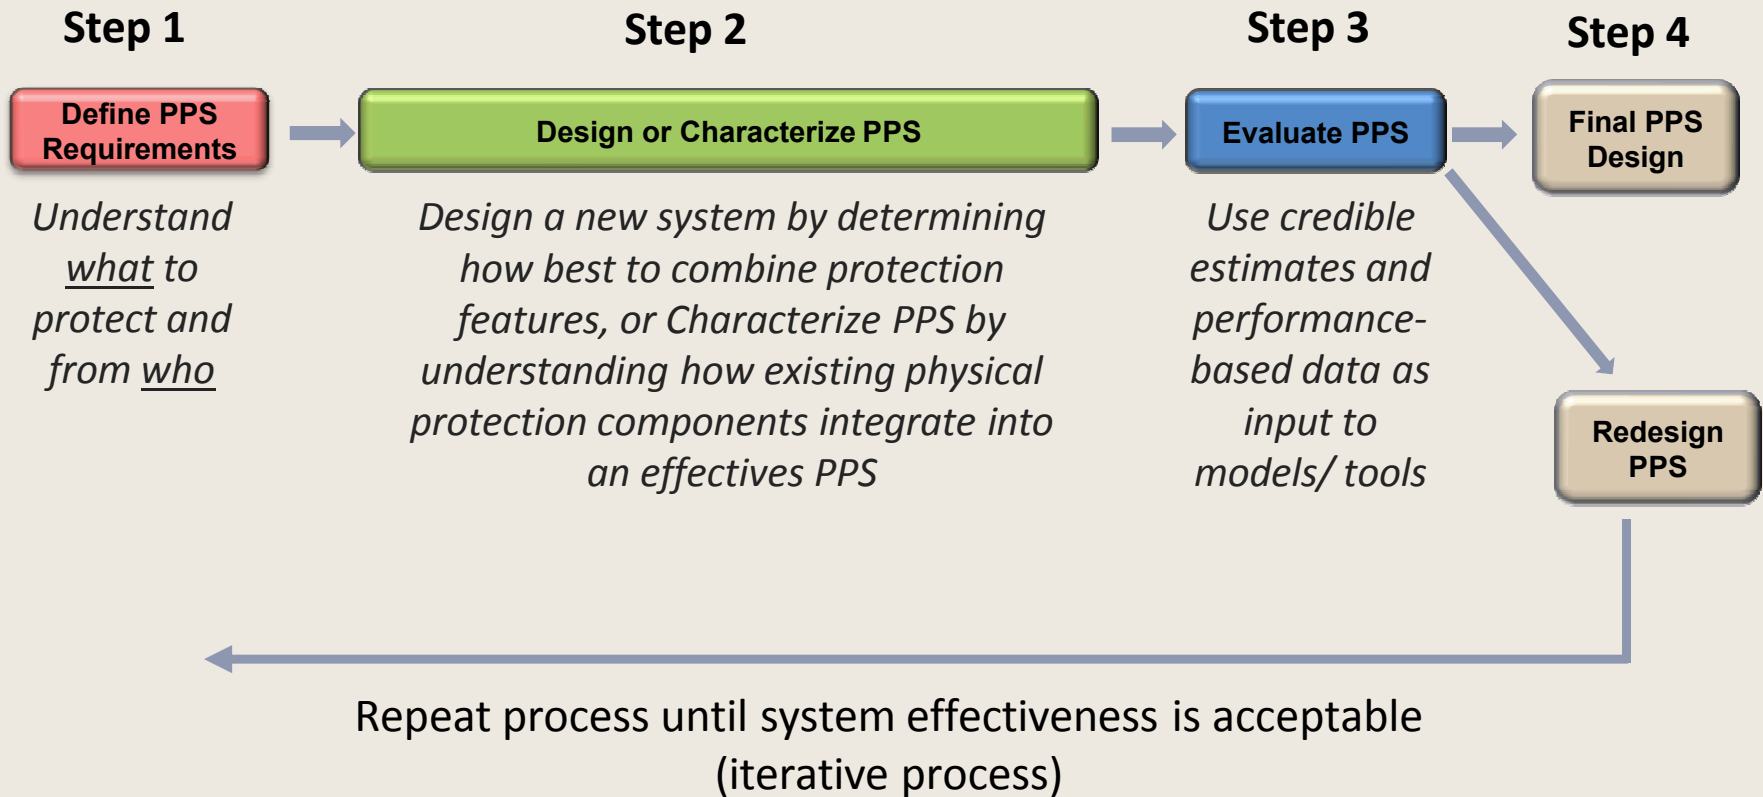 Step 1
Define PPS
Requirements
Understand
what to
protect and
from who
Step 2
Design or Characterize PPS
Design a new system by determining
how best to combine protection
features, or Characterize PPS by
understanding how existing physical
protection components integrate into
an effectives PPS
Step 3
Evaluate PPS
Use credible
estimates and
performance-
based data as
input to
models/ tools
Step 4
Final PPS
Design
Redesign
PPS
Repeat process until system effectiveness is acceptable
(iterative process)